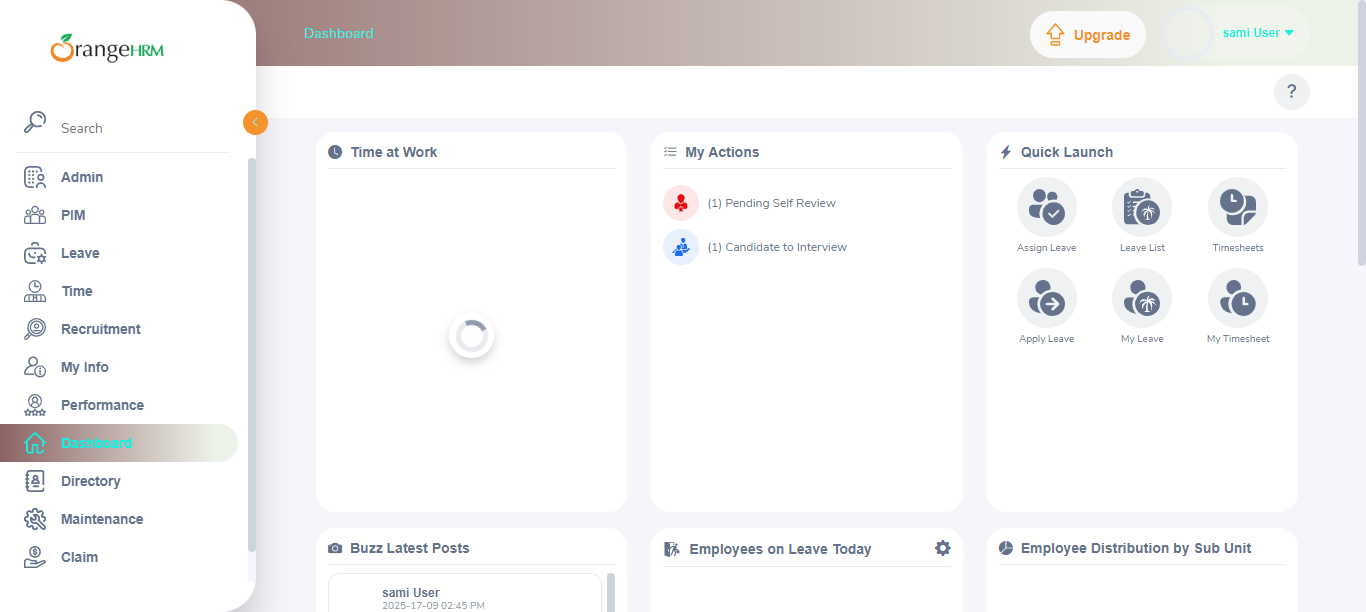 OrangeHRM
Search
Admin
PIM
Leave
Time
Recruitment
My Info
Performance
Dashboard
Directory
Maintenance
Claim
Dashboard
Upgrade
sami User
?
Time at Work
My Actions
(1) Pending Self Review
(1) Candidate to Interview
Quick Launch
Assign Leave
Leave List
Timesheets
Apply Leave
My Leave
My Timesheet
Buzz Latest Posts
sami User
2025-17-09 02:45 PM
Employees on Leave Today
Employee Distribution by Sub Unit